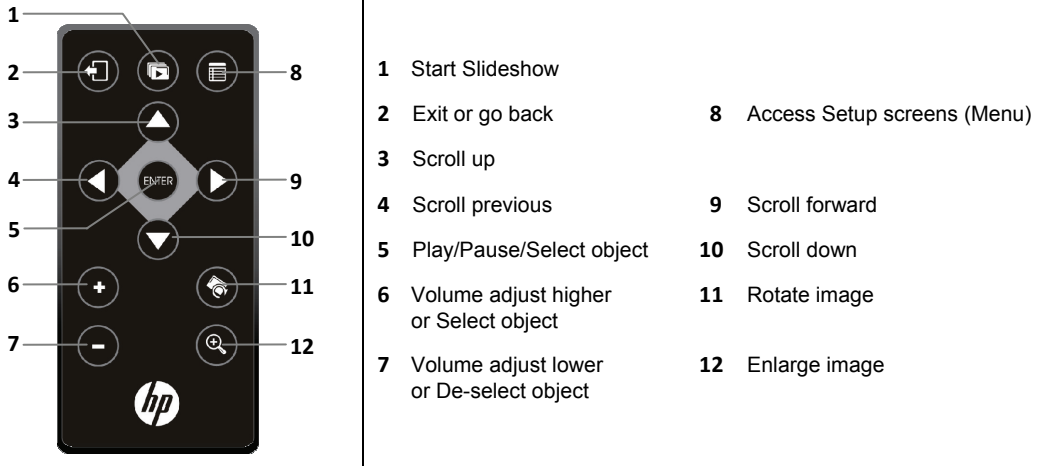 1
2
3
4
5
6
7
8
9
10
11
12
ENTER
hp
1 Start Slideshow
2 Exit or go back
3 Scroll up
4 Scroll previous
5 Play/Pause/Select object
6 Volume adjust higher
or Select object
7 Volume adjust lower
or De-select object
8 Access Setup screens (Menu)
9 Scroll forward
10 Scroll down
11 Rotate image
12 Enlarge image